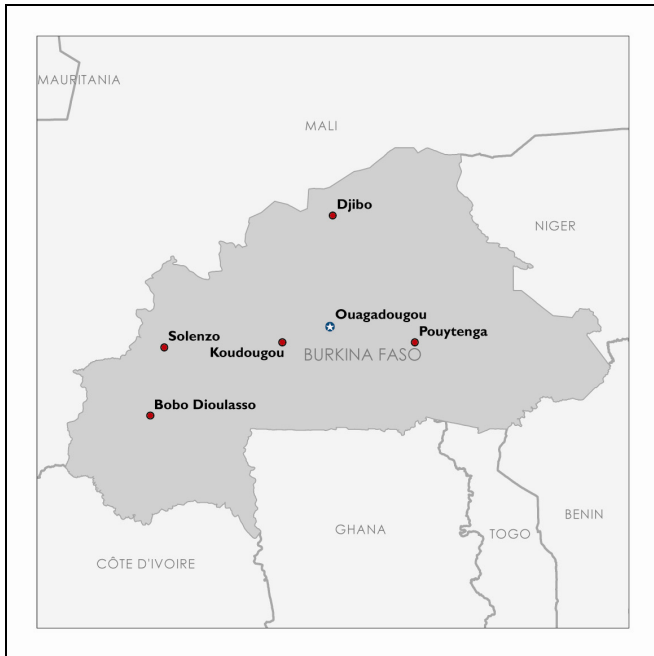 MAURITANIA
MALI
Djibo
NIGER
Ouagadougou
Solenzo
Pouytenga
Koudougou
BURKINA FASO
Bobo Dioulasso
BENIN
GHANA
TOGO
CÔTE D'IVOIRE